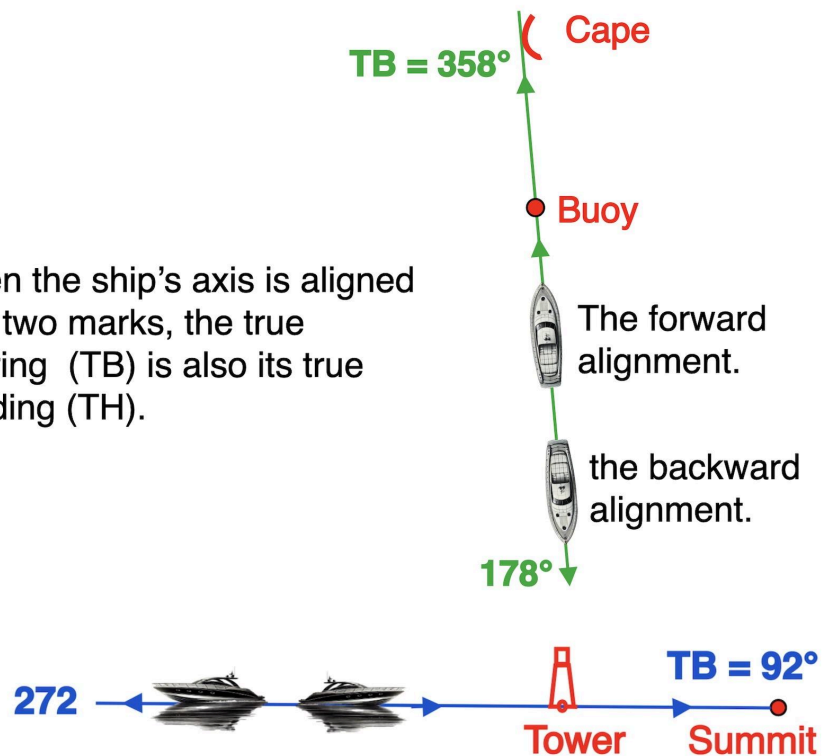 Cape
TB = 358°
Buoy
en the ship's axis is aligned
two marks, the true
ring (TB) is also its true
ding (TH).
The forward
alignment.
the backward
alignment.
178°
TB = 92°
272
Tower Summit